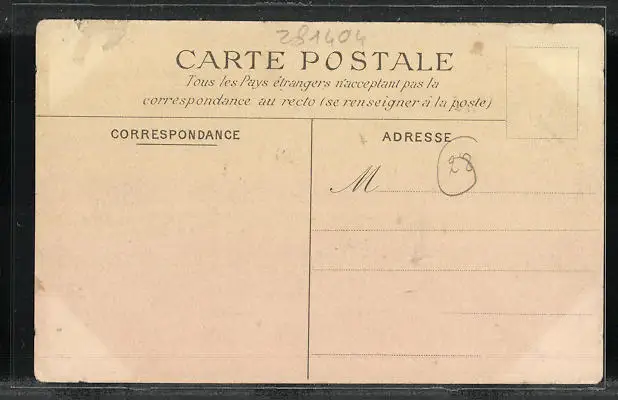 281404
CARTE POSTALE
Tous les Pays étrangers n'acceptant pas la
correspondance au recto (se renseigner à la poste)
CORRESPONDANCE
ADRESSE
M
28